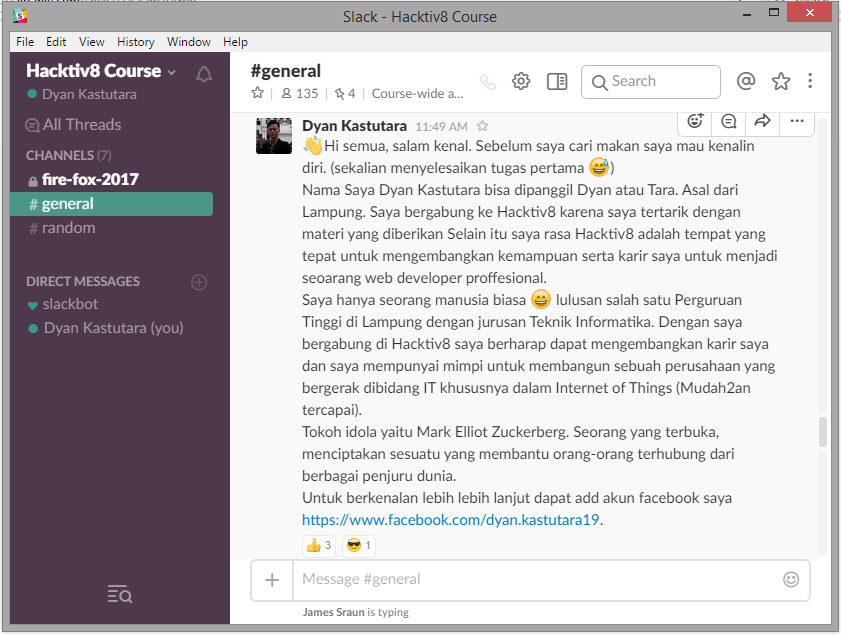 Slack - Hacktiv8 Course
File Edit View History Window Help
Hacktiv8 Course
Dyan Kastutara
All Threads
CHANNELS (7)
fire-fox-2017
# general
# random
DIRECT MESSAGES
slackbot
Dyan Kastutara (you)
#general
135 | 4 | Course-wide a...
Search
Dyan Kastutara 11:49 AM
👋Hi semua, salam kenal. Sebelum saya cari makan saya mau kenalin
diri. (sekalian menyelesaikan tugas pertama 😅)
Nama Saya Dyan Kastutara bisa dipanggil Dyan atau Tara. Asal dari
Lampung. Saya bergabung ke Hacktiv8 karena saya tertarik dengan
materi yang diberikan Selain itu saya rasa Hacktiv8 adalah tempat yang
tepat untuk mengembangkan kemampuan serta karir saya untuk menjadi
seoarang web developer proffesional.
Saya hanya seorang manusia biasa 😄 lulusan salah satu Perguruan
Tinggi di Lampung dengan jurusan Teknik Informatika. Dengan saya
bergabung di Hacktiv8 saya berharap dapat mengembangkan karir saya
dan saya mempunyai mimpi untuk membangun sebuah perusahaan yang
bergerak dibidang IT khususnya dalam Internet of Things (Mudah2an
tercapai).
Tokoh idola yaitu Mark Elliot Zuckerberg. Seorang yang terbuka,
menciptakan sesuatu yang membantu orang-orang terhubung dari
berbagai penjuru dunia.
Untuk berkenalan lebih lebih lanjut dapat add akun facebook saya
https://www.facebook.com/dyan.kastutara19.
👍 3 😎 1
Message #general
James Sraun is typing